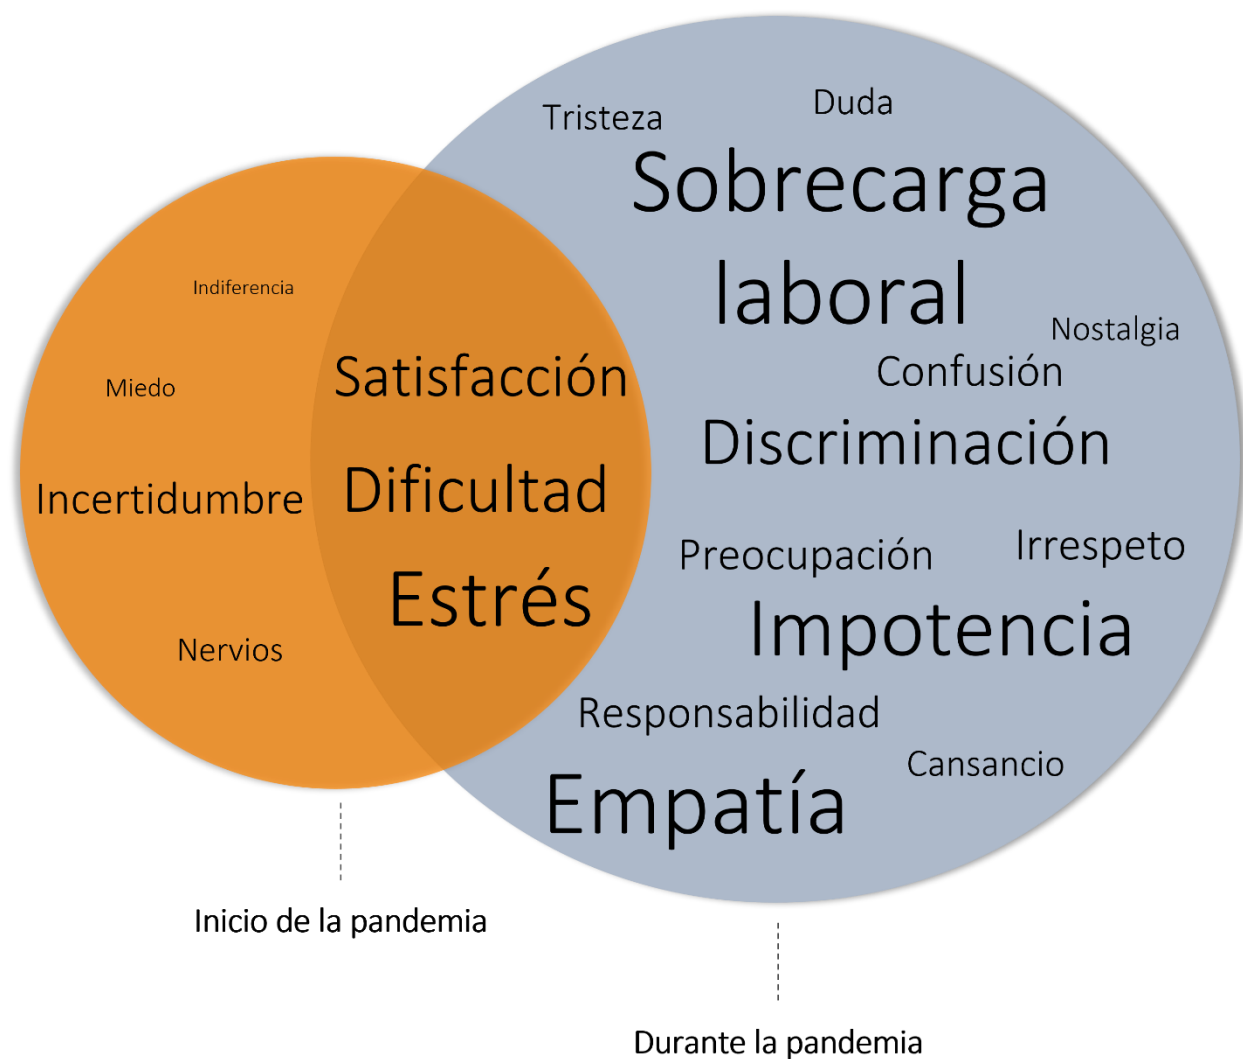 Indiferencia
Miedo
Incertidumbre
Nervios
Satisfacción
Dificultad
Estrés
Tristeza
Duda
Sobrecarga
laboral
Nostalgia
Confusión
Discriminación
Irrespeto
Preocupación
Impotencia
Responsabilidad
Cansancio
Empatía
Inicio de la pandemia
Durante la pandemia